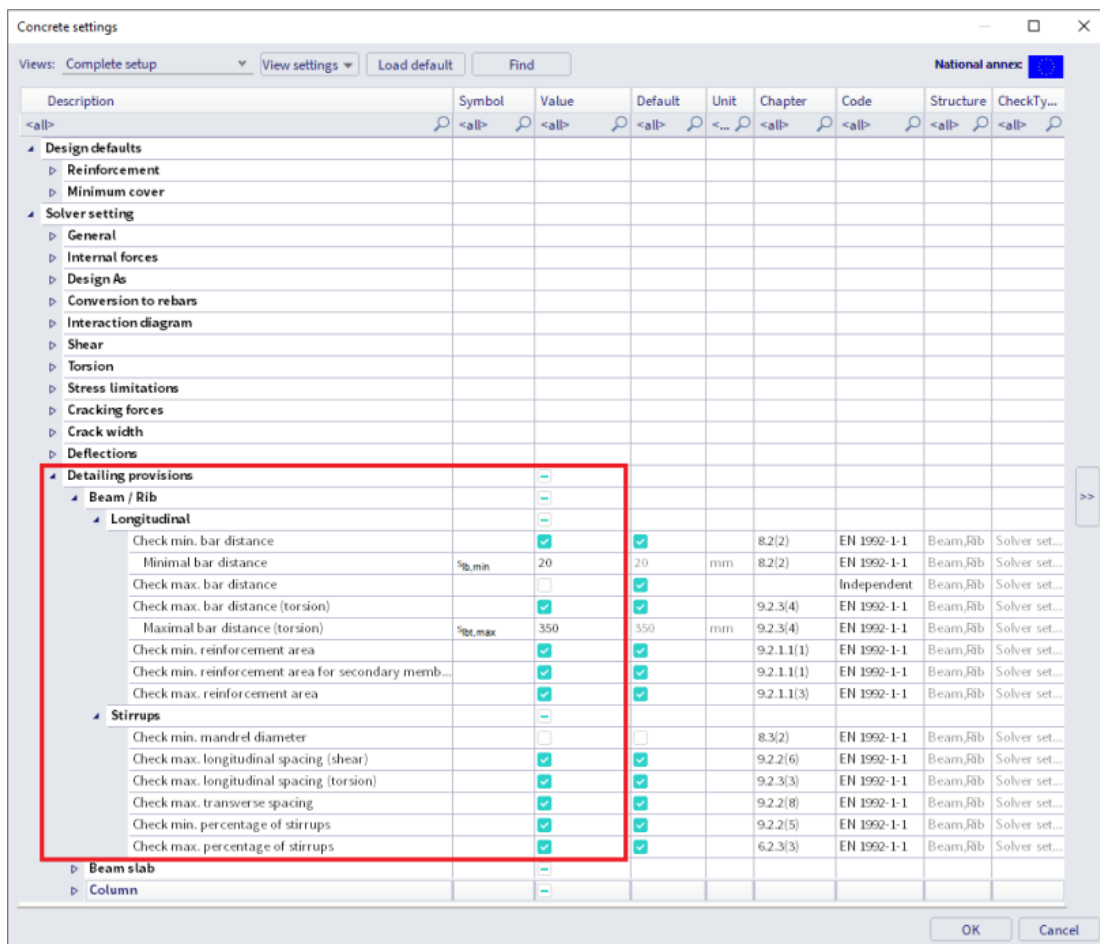 Concrete settings
Views: Complete setup View settings Load default Find National annex:
Description Symbol Value Default Unit Chapter Code Structure CheckTy...
<all> <all> <all> <all> <... <all> <all> <all> <all>
Design defaults
Reinforcement
Minimum cover
Solver setting
General
Internal forces
Design As
Conversion to rebars
Interaction diagram
Shear
Torsion
Stress limitations
Cracking forces
Crack width
Deflections
Detailing provisions
Beam / Rib
Longitudinal
Check min. bar distance 8.2(2) EN 1992-1-1 Beam,Rib Solver set...
Minimal bar distance slb,min 20 20 mm 8.2(2) EN 1992-1-1 Beam,Rib Solver set...
Check max. bar distance Independent Beam,Rib Solver set...
Check max. bar distance (torsion) 9.2.3(4) EN 1992-1-1 Beam,Rib Solver set...
Maximal bar distance (torsion) slbt,max 350 350 mm 9.2.3(4) EN 1992-1-1 Beam,Rib Solver set...
Check min. reinforcement area 9.2.1.1(1) EN 1992-1-1 Beam,Rib Solver set...
Check min. reinforcement area for secondary memb... 9.2.1.1(1) EN 1992-1-1 Beam,Rib Solver set...
Check max. reinforcement area 9.2.1.1(3) EN 1992-1-1 Beam,Rib Solver set...
Stirrups
Check min. mandrel diameter 8.3(2) EN 1992-1-1 Beam,Rib Solver set...
Check max. longitudinal spacing (shear) 9.2.2(6) EN 1992-1-1 Beam,Rib Solver set...
Check max. longitudinal spacing (torsion) 9.2.3(3) EN 1992-1-1 Beam,Rib Solver set...
Check max. transverse spacing 9.2.2(8) EN 1992-1-1 Beam,Rib Solver set...
Check min. percentage of stirrups 9.2.2(5) EN 1992-1-1 Beam,Rib Solver set...
Check max. percentage of stirrups 6.2.3(3) EN 1992-1-1 Beam,Rib Solver set...
Beam slab
Column
>>
OK Cancel